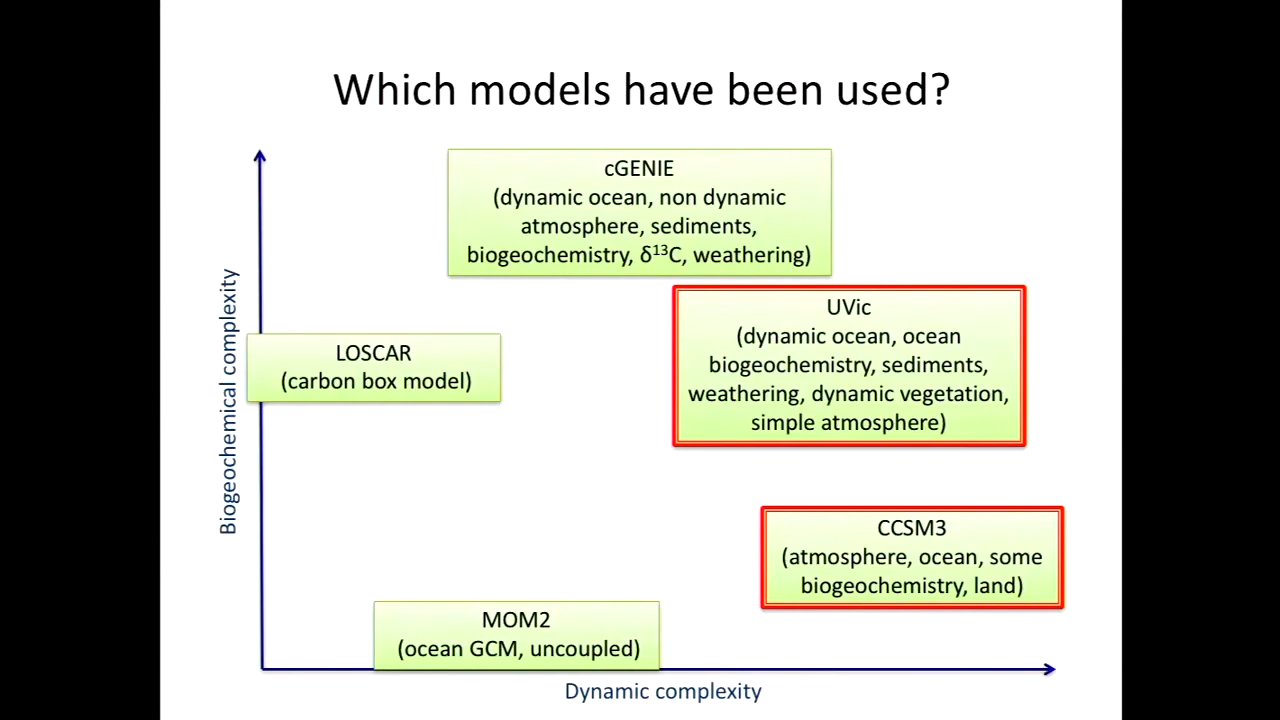 Which models have been used?
cGENIE
(dynamic ocean, non dynamic
atmosphere, sediments,
biogeochemistry, δ¹³C, weathering)
UVic
(dynamic ocean, ocean
biogeochemistry, sediments,
weathering, dynamic vegetation,
simple atmosphere)
LOSCAR
(carbon box model)
CCSM3
(atmosphere, ocean, some
biogeochemistry, land)
MOM2
(ocean GCM, uncoupled)
Biogeochemical complexity
Dynamic complexity